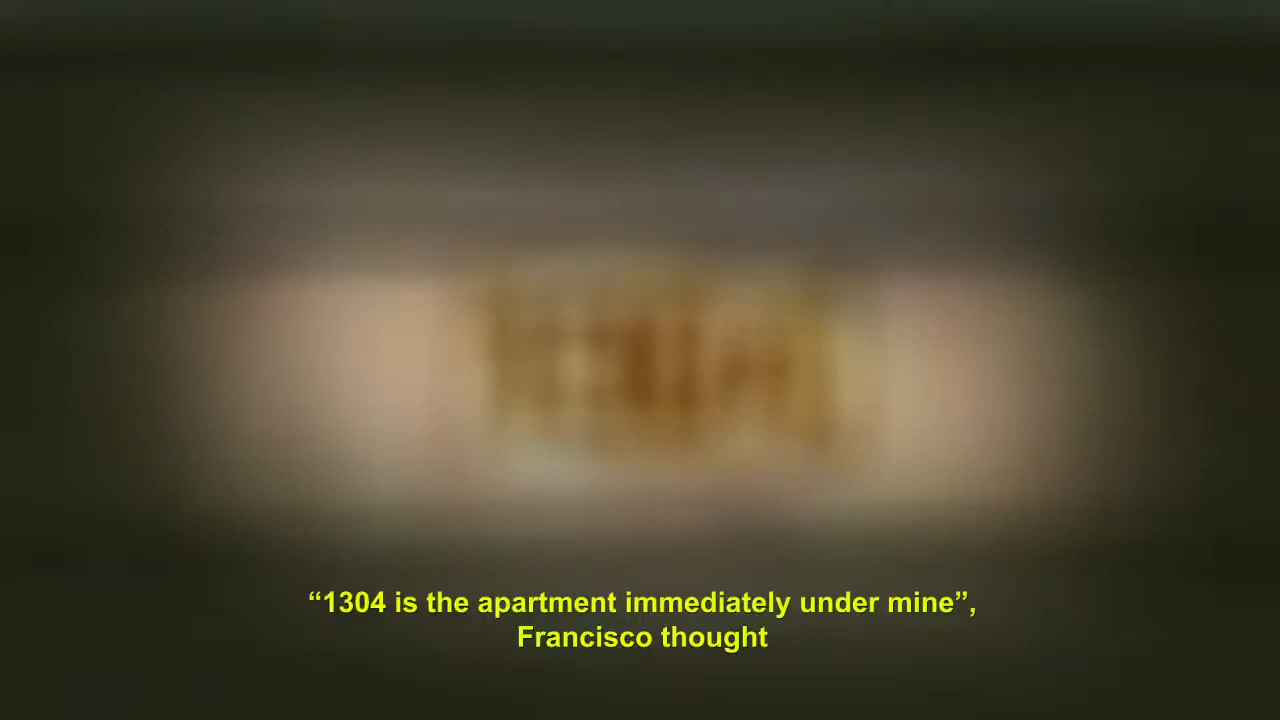 “1304 is the apartment immediately under mine”,
Francisco thought